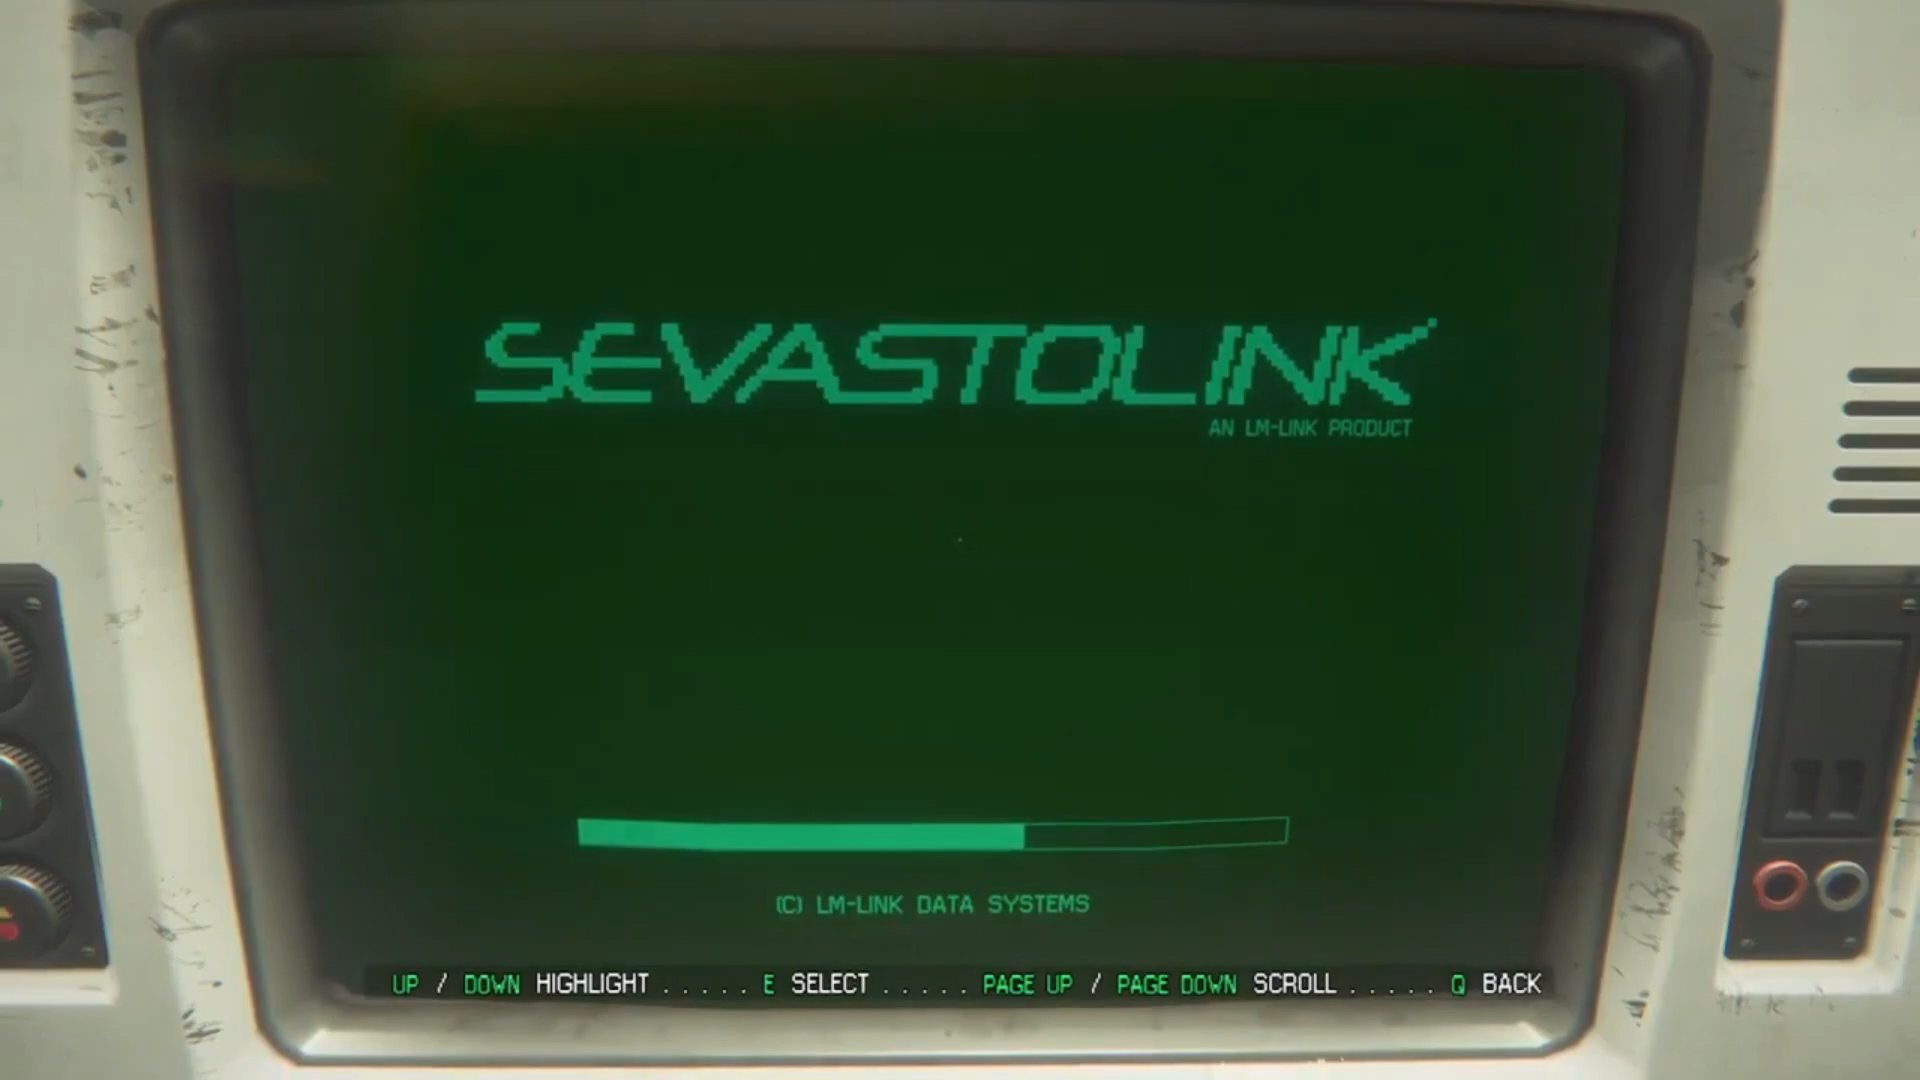 SEVASTOLINK
AN LM-LINK PRODUCT
(C) LM-LINK DATA SYSTEMS
UP / DOWN HIGHLIGHT ..... E SELECT ..... PAGE UP / PAGE DOWN SCROLL ..... Q BACK